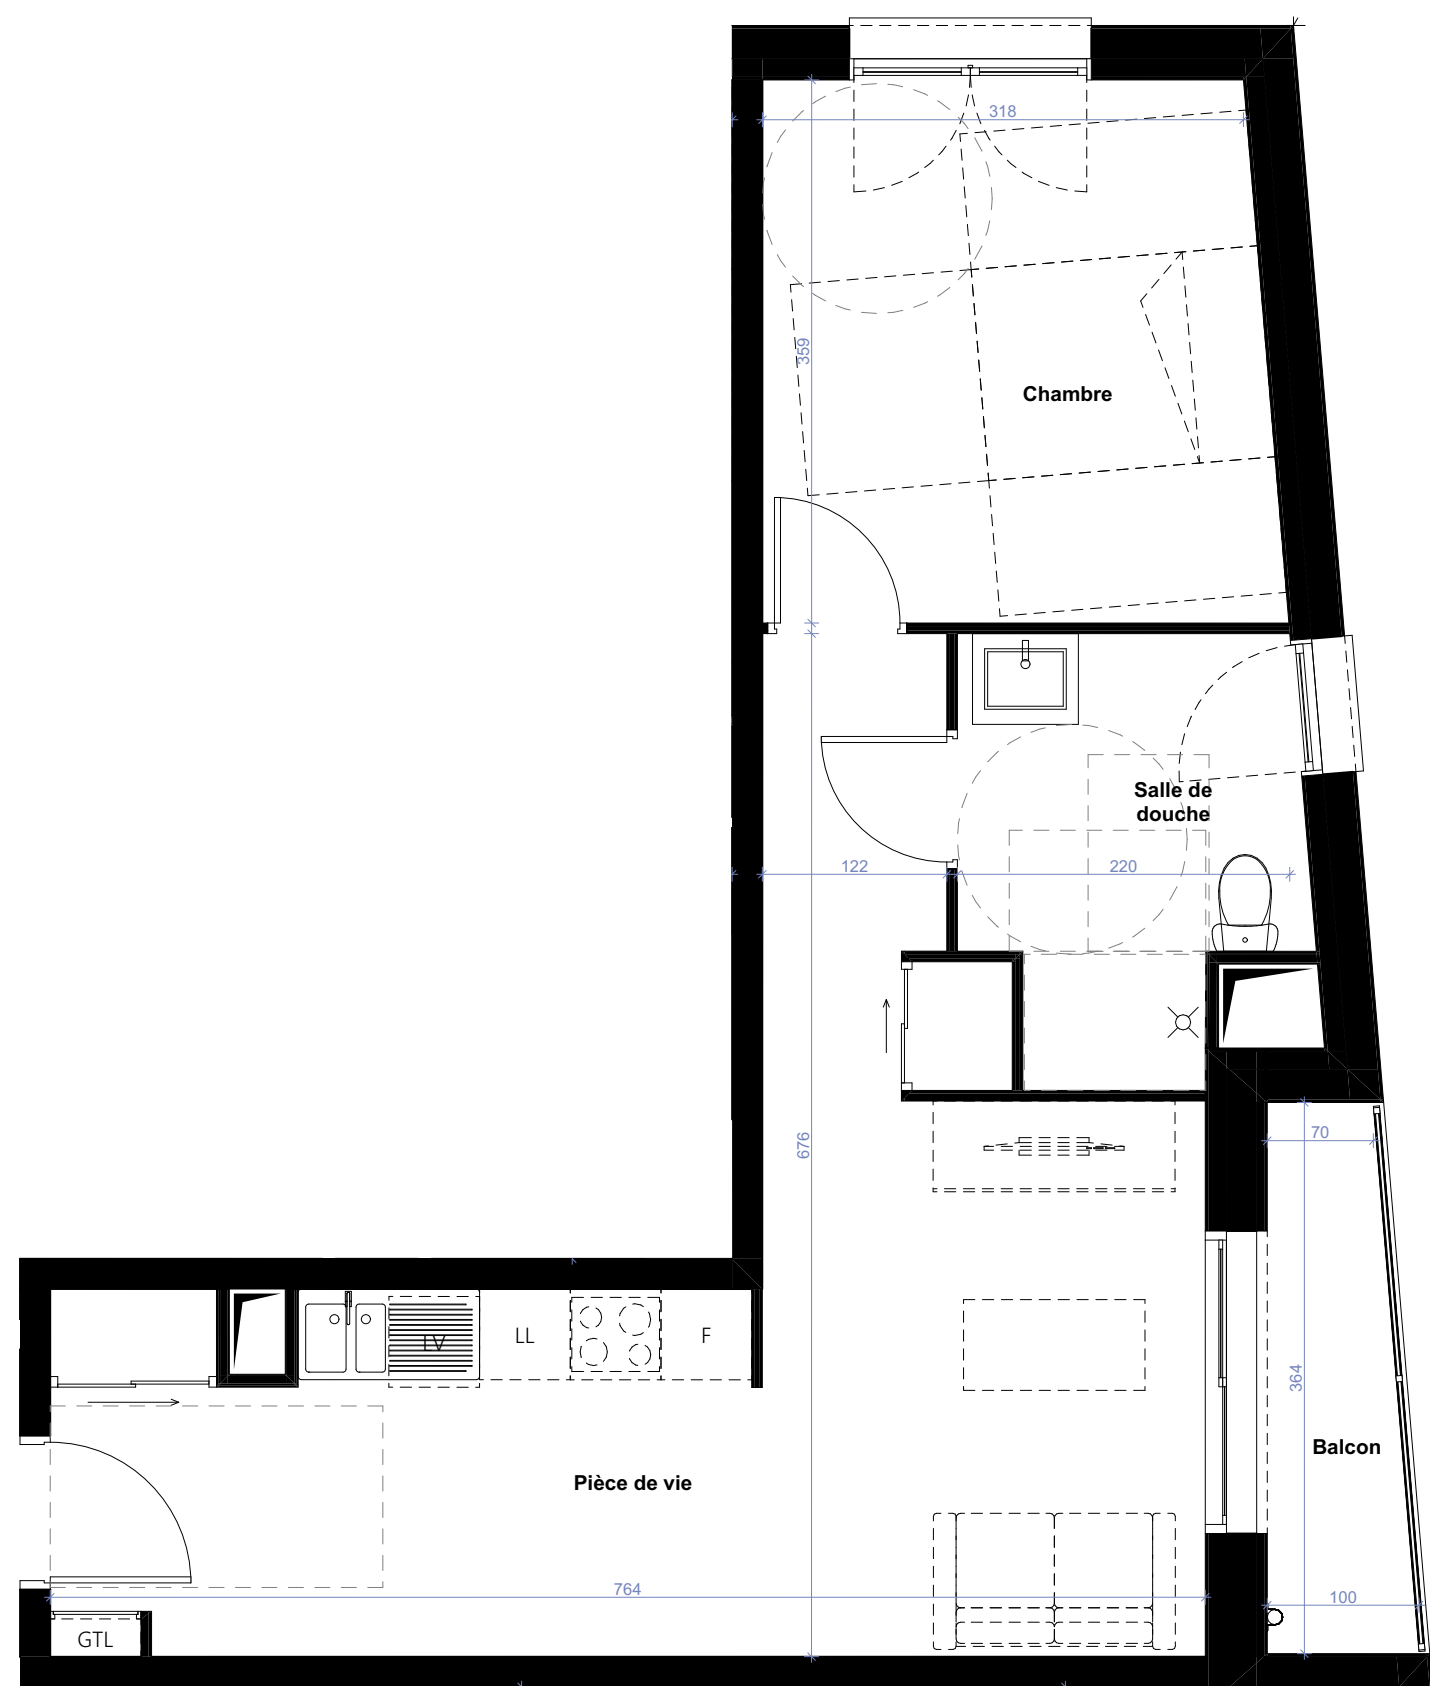 318
359
Chambre
Salle de
douche
122
220
676
70
LV
LL
F
364
Balcon
Pièce de vie
764
100
GTL